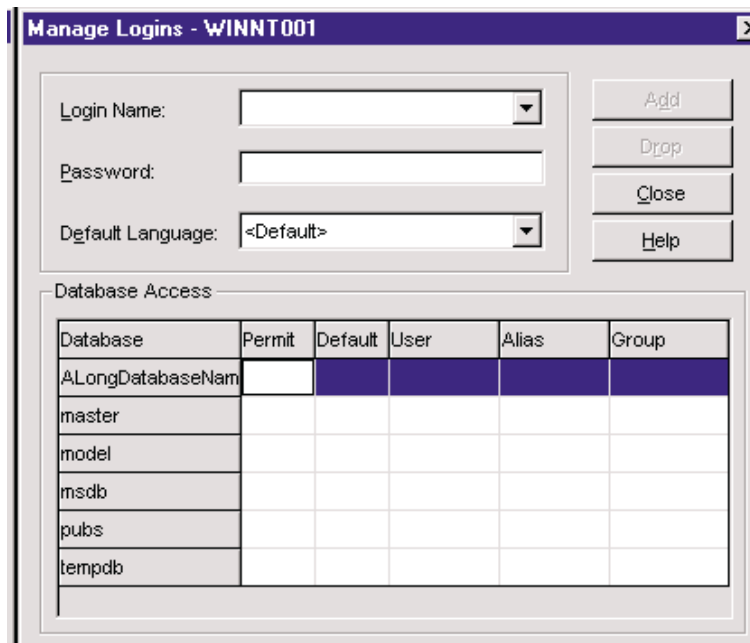 Manage Logins - WINNT001
Login Name:
Add
Drop
Password:
Close
Default Language: <Default>
Help
Database Access
Database Permit Default User Alias Group
ALongDatabaseNam
master
model
msdb
pubs
tempdb